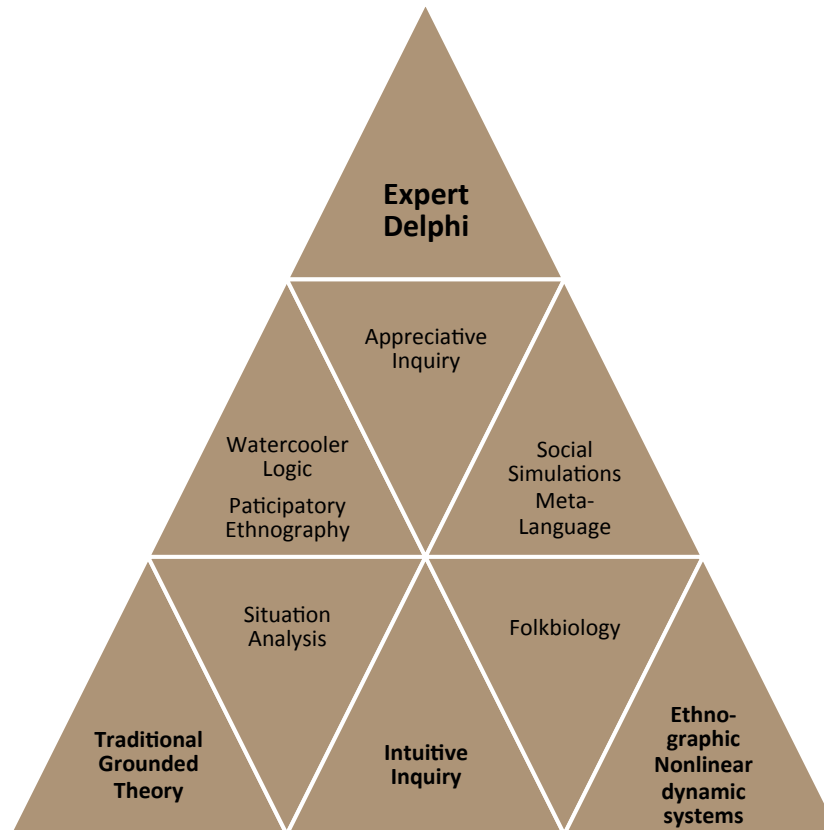 Expert
Delphi
Appreciative
Inquiry
Watercooler
Logic
Paticipatory
Ethnography
Social
Simulations
Meta-
Language
Situation
Analysis
Folkbiology
Traditional
Grounded
Theory
Intuitive
Inquiry
Ethno-
graphic
Nonlinear
dynamic
systems